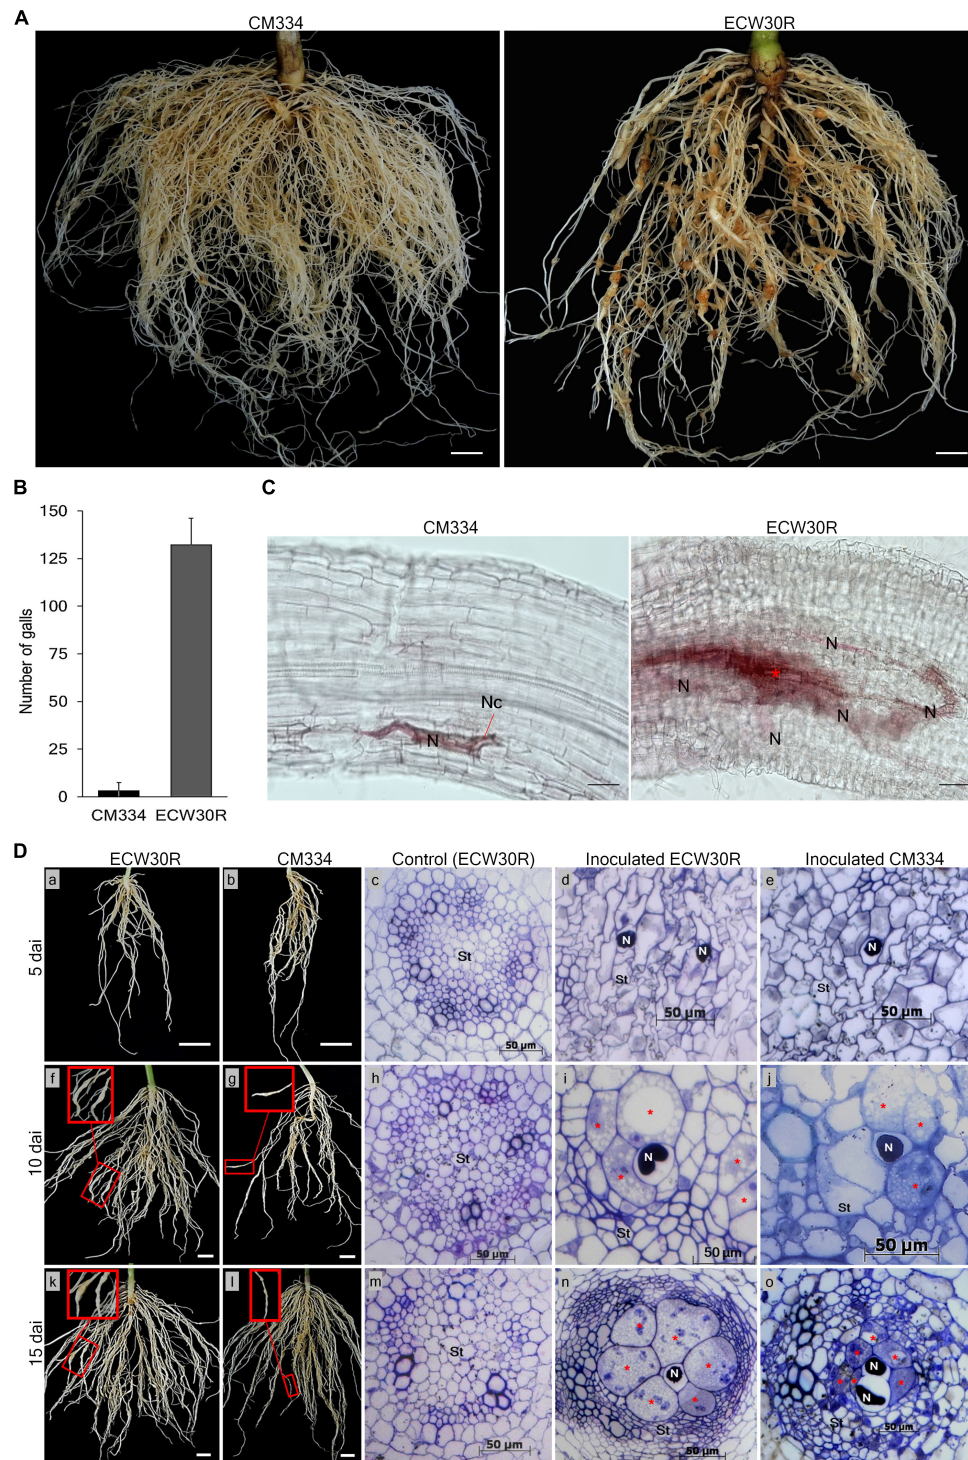 A
CM334
ECW30R
B
Number of galls
150
125
100
75
50
25
0
CM334 ECW30R
C
CM334
ECW30R
N
Nc
N
N
N
N
N
*
D
ECW30R
CM334
Control (ECW30R)
Inoculated ECW30R
Inoculated CM334
5 dai
a
b
c
St
50 µm
d
N
N
St
50 µm
e
N
St
50 µm
10 dai
f
g
h
St
50 µm
i
*
*
N
*
*
*
St
50 µm
j
*
*
N
*
St
50 µm
15 dai
k
l
m
St
50 µm
n
*
*
*
*
N
*
*
*
St
50 µm
o
*
*
*
N
*
*
*
N
St
50 µm